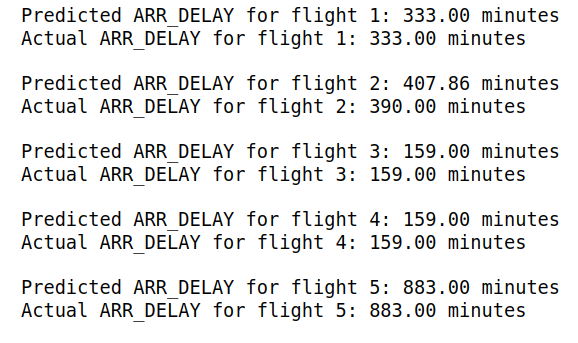 Predicted ARR_DELAY for flight 1: 333.00 minutes
Actual ARR_DELAY for flight 1: 333.00 minutes
Predicted ARR_DELAY for flight 2: 407.86 minutes
Actual ARR_DELAY for flight 2: 390.00 minutes
Predicted ARR_DELAY for flight 3: 159.00 minutes
Actual ARR_DELAY for flight 3: 159.00 minutes
Predicted ARR_DELAY for flight 4: 159.00 minutes
Actual ARR_DELAY for flight 4: 159.00 minutes
Predicted ARR_DELAY for flight 5: 883.00 minutes
Actual ARR_DELAY for flight 5: 883.00 minutes